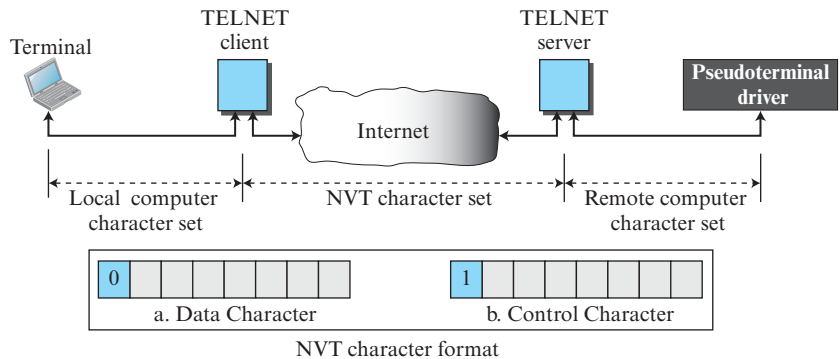 Terminal
TELNET
client
TELNET
server
Pseudoterminal
driver
Internet
Local computer
character set
NVT character set
Remote computer
character set
0
1
a. Data Character
b. Control Character
NVT character format